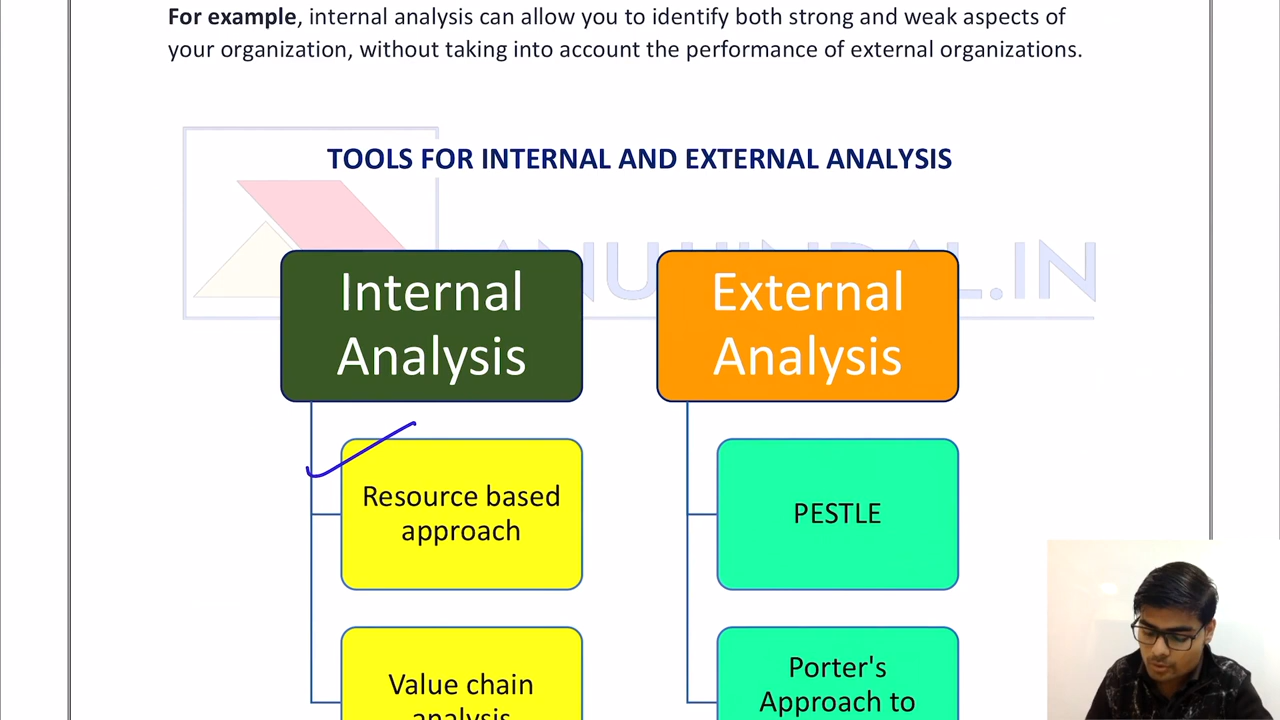 For example, internal analysis can allow you to identify both strong and weak aspects of
your organization, without taking into account the performance of external organizations.
TOOLS FOR INTERNAL AND EXTERNAL ANALYSIS
Internal
Analysis
External
Analysis
Resource based
approach
PESTLE
Value chain
analysis
Porter's
Approach to